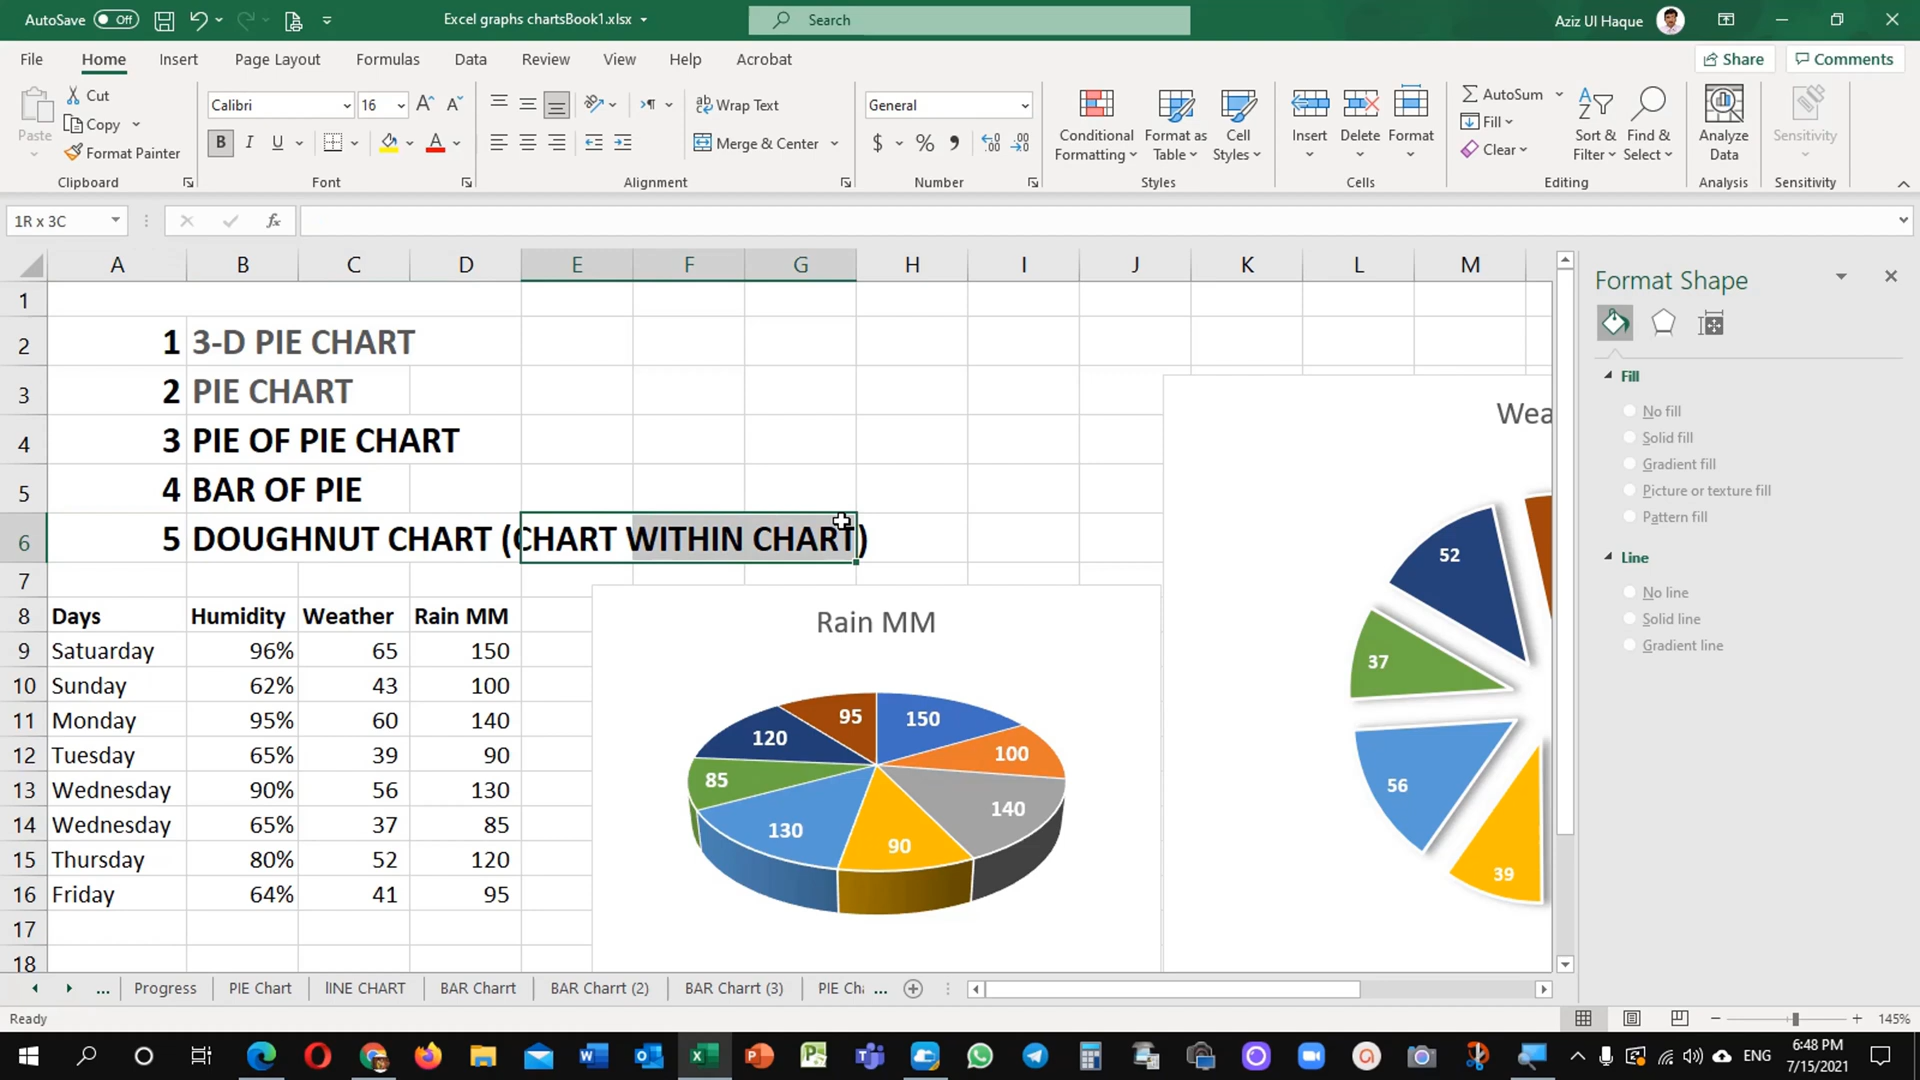 AutoSave Off Excel graphs chartsBook1.xlsx Search Aziz Ul Haque
File Home Insert Page Layout Formulas Data Review View Help Acrobat Share Comments
Paste Cut Copy Format Painter Clipboard
Calibri 16 B I U A Font
Wrap Text Merge & Center Alignment
General $ % Number
Conditional Formatting Format as Table Cell Styles Styles
Insert Delete Format Cells
AutoSum Fill Clear Sort & Filter Find & Select Editing
Analyze Data Analysis
Sensitivity Sensitivity
1R x 3C fx
A B C D E F G H I J K L M
1
2 1 3-D PIE CHART
3 2 PIE CHART
4 3 PIE OF PIE CHART
5 4 BAR OF PIE
6 5 DOUGHNUT CHART (CHART WITHIN CHART)
7
8 Days Humidity Weather Rain MM
9 Satuarday 96% 65 150
10 Sunday 62% 43 100
11 Monday 95% 60 140
12 Tuesday 65% 39 90
13 Wednesday 90% 56 130
14 Wednesday 65% 37 85
15 Thursday 80% 52 120
16 Friday 64% 41 95
17
18
Rain MM
95 150
120 100
85 140
130 90
Wea
52
37
56
39
Format Shape
Fill
No fill
Solid fill
Gradient fill
Picture or texture fill
Pattern fill
Line
No line
Solid line
Gradient line
... Progress PIE Chart lINE CHART BAR Charrt BAR Charrt (2) BAR Charrt (3) PIE Cha ...
Ready 145%
ENG 6:48 PM
7/15/2021